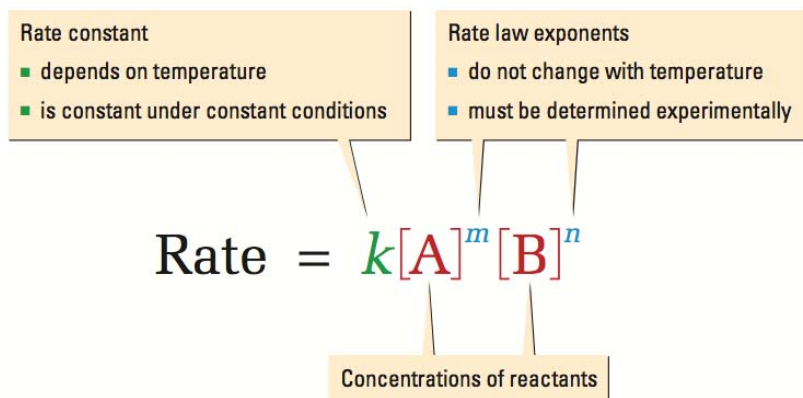 Rate constant
▪ depends on temperature
▪ is constant under constant conditions
Rate law exponents
▪ do not change with temperature
▪ must be determined experimentally
Rate = k[A]^m [B]^n
Concentrations of reactants